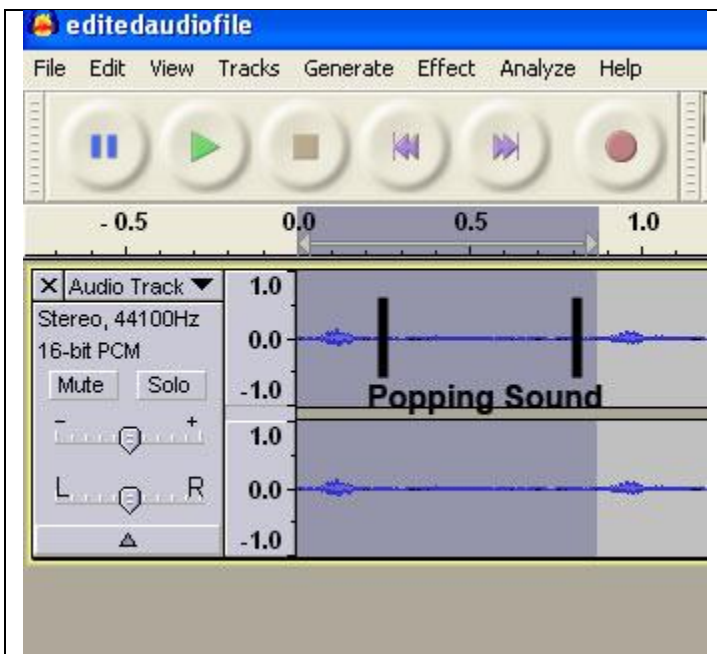 editedaudiofile
File Edit View Tracks Generate Effect Analyze Help
- 0.5 0.0 0.5 1.0
X Audio Track
Stereo, 44100Hz
16-bit PCM
Mute Solo
- +
L R
1.0
0.0
-1.0
Popping Sound
1.0
0.0
-1.0